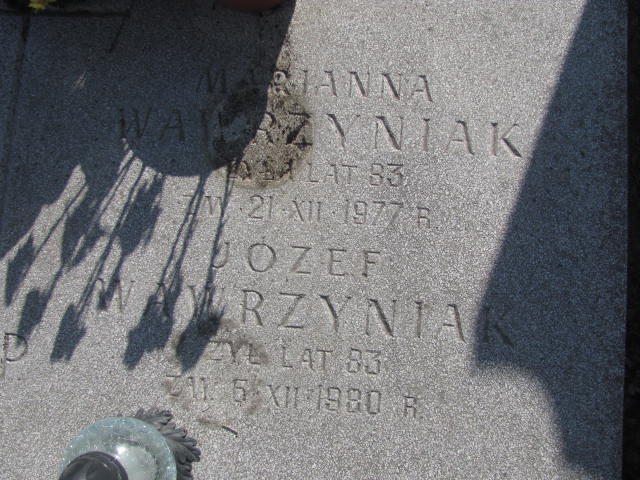 MARIANNA
WAWRZYNIAK
ŻYŁA LAT 83
ZM. 21·XII·1977 R.
JÓZEF
WAWRZYNIAK
ŻYŁ LAT 83
ZM. 6·XII·1980 R.